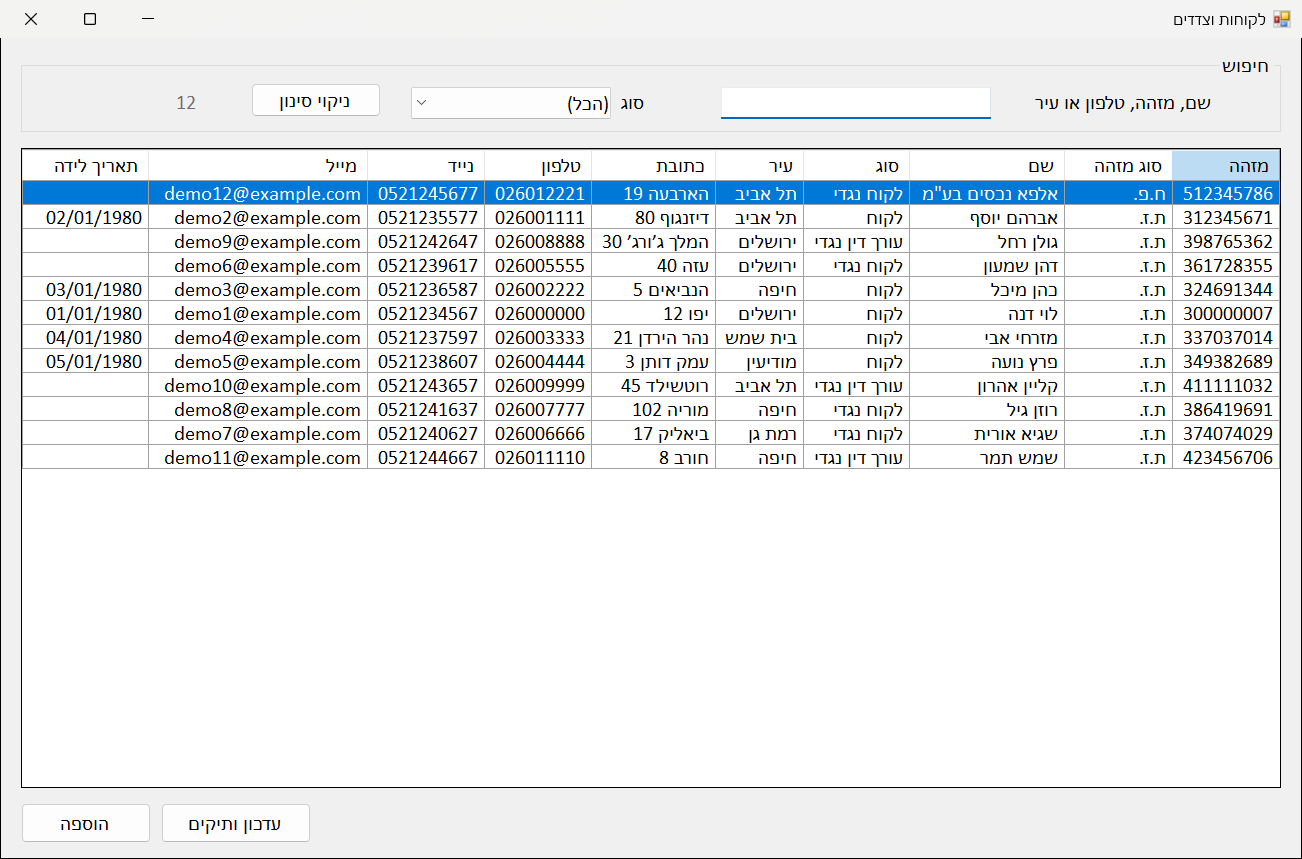 לקוחות וצדדים
חיפוש
שם, מזהה, טלפון או עיר סוג (הכל) ניקוי סינון 12
מזהה סוג מזהה שם סוג עיר כתובת טלפון נייד מייל תאריך לידה
512345786 ח.פ. אלפא נכסים בע"מ לקוח נגדי תל אביב הארבעה 19 026012221 0521245677 demo12@example.com
312345671 ת.ז. אברהם יוסף לקוח תל אביב דיזנגוף 80 026001111 0521235577 demo2@example.com 02/01/1980
398765362 ת.ז. גולן רחל עורך דין נגדי ירושלים המלך ג'ורג' 30 026008888 0521242647 demo9@example.com
361728355 ת.ז. דהן שמעון לקוח נגדי ירושלים עזה 40 026005555 0521239617 demo6@example.com
324691344 ת.ז. כהן מיכל לקוח חיפה הנביאים 5 026002222 0521236587 demo3@example.com 03/01/1980
300000007 ת.ז. לוי דנה לקוח ירושלים יפו 12 026000000 0521234567 demo1@example.com 01/01/1980
337037014 ת.ז. מזרחי אבי לקוח בית שמש נהר הירדן 21 026003333 0521237597 demo4@example.com 04/01/1980
349382689 ת.ז. פרץ נועה לקוח מודיעין עמק דותן 3 026004444 0521238607 demo5@example.com 05/01/1980
411111032 ת.ז. קליין אהרון עורך דין נגדי תל אביב רוטשילד 45 026009999 0521243657 demo10@example.com
386419691 ת.ז. רוזן גיל לקוח נגדי חיפה מוריה 102 026007777 0521241637 demo8@example.com
374074029 ת.ז. שגיא אורית לקוח נגדי רמת גן ביאליק 17 026006666 0521240627 demo7@example.com
423456706 ת.ז. שמש תמר עורך דין נגדי חיפה חורב 8 026011110 0521244667 demo11@example.com
עדכון ותיקים הוספה